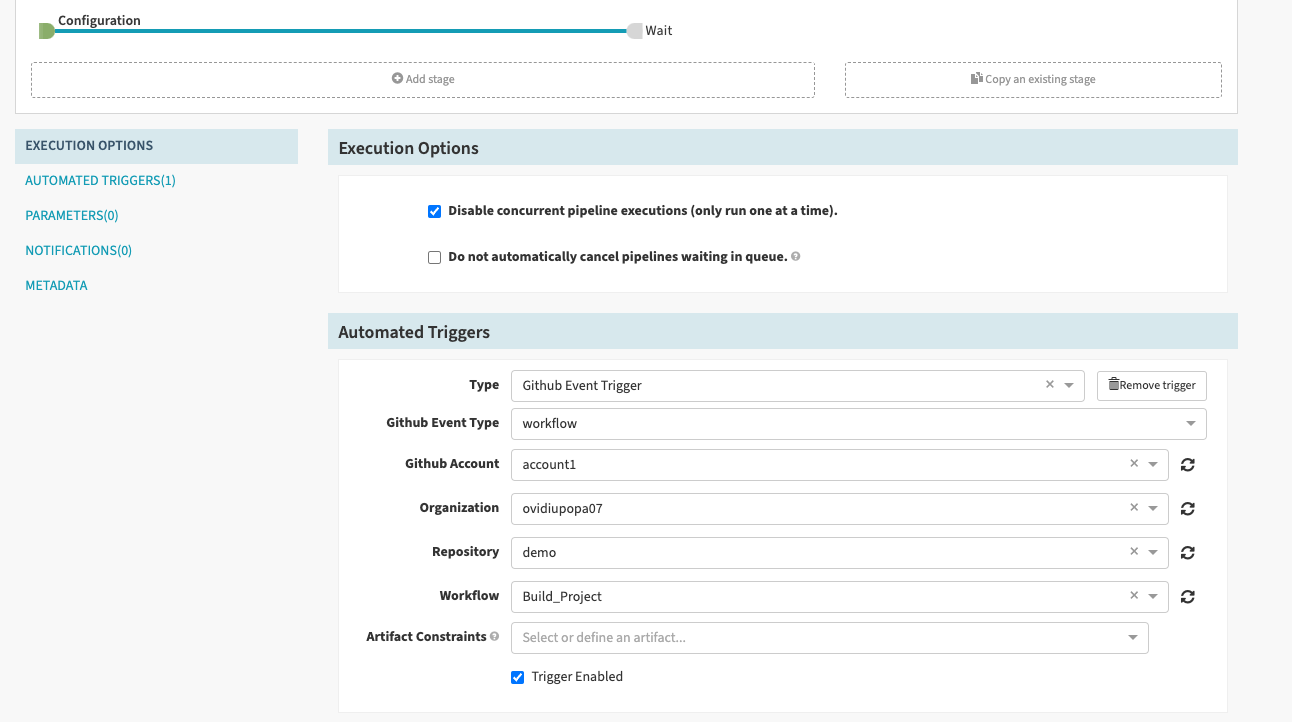 Configuration
Wait
Add stage
Copy an existing stage
EXECUTION OPTIONS
AUTOMATED TRIGGERS(1)
PARAMETERS(0)
NOTIFICATIONS(0)
METADATA
Execution Options
Disable concurrent pipeline executions (only run one at a time).
Do not automatically cancel pipelines waiting in queue.
Automated Triggers
Type Github Event Trigger Remove trigger
Github Event Type workflow
Github Account account1
Organization ovidiupopa07
Repository demo
Workflow Build_Project
Artifact Constraints Select or define an artifact...
Trigger Enabled